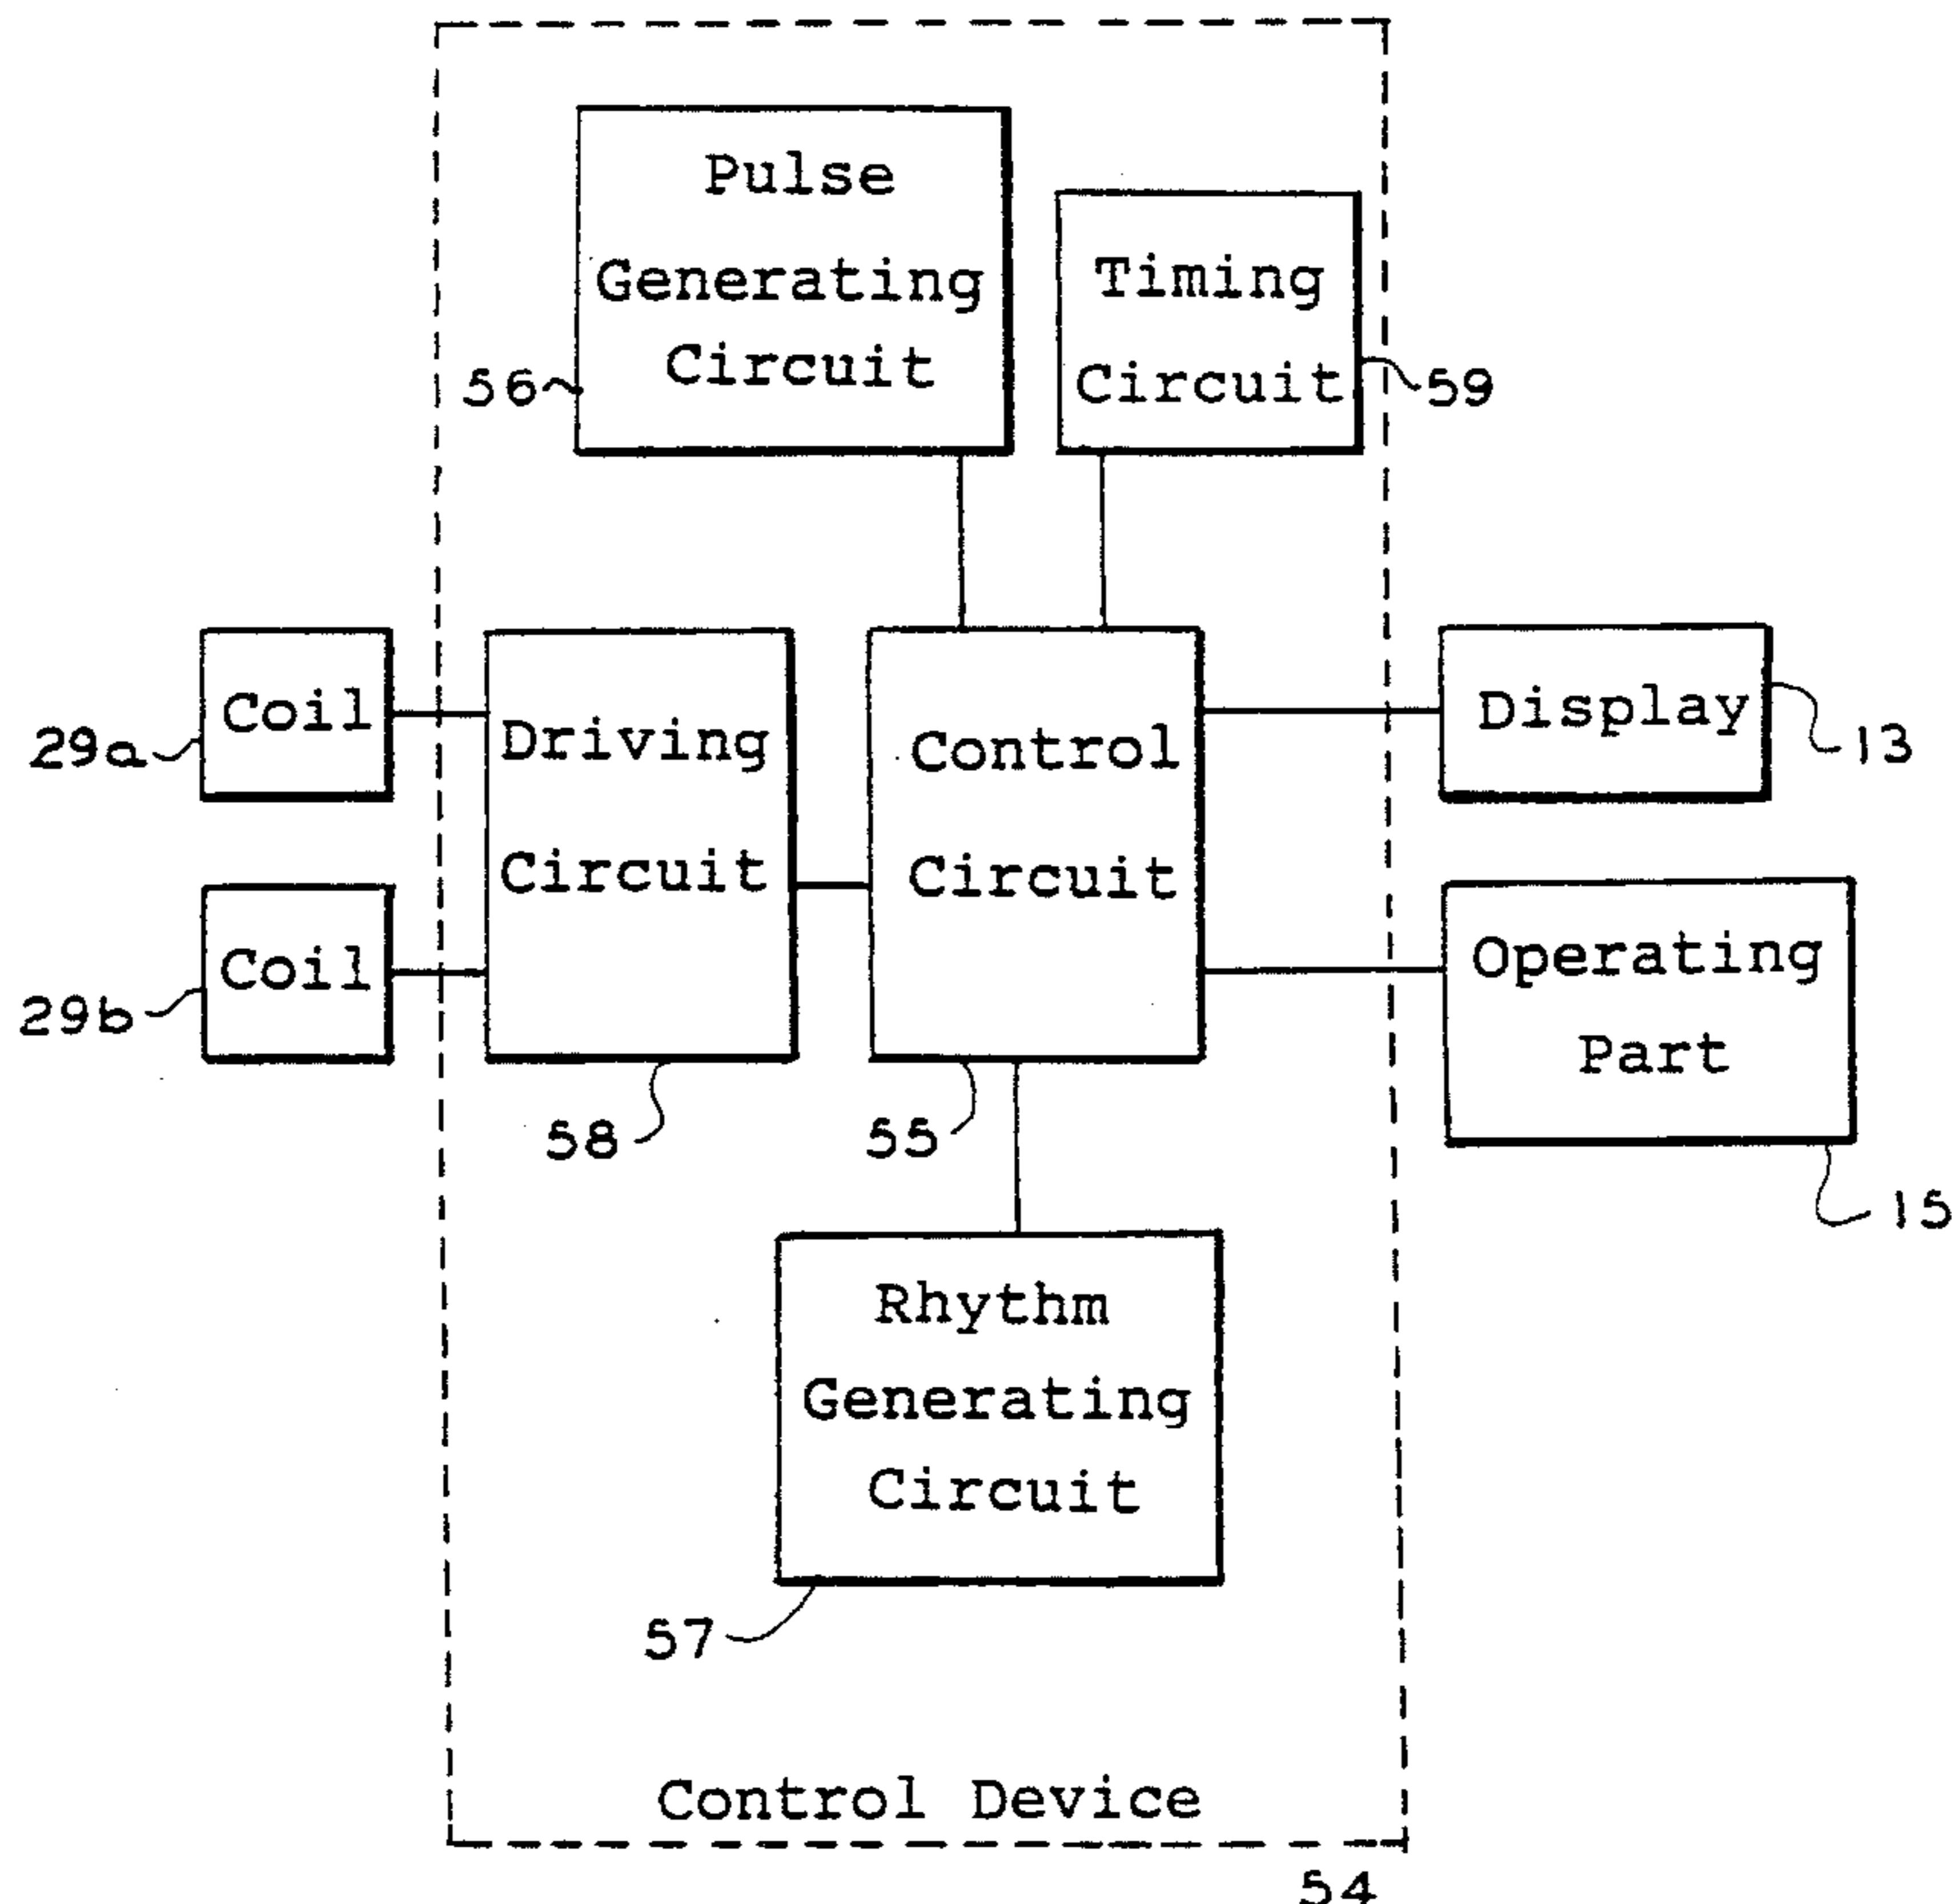 Pulse
Generating
Circuit
56
Timing
Circuit
59
Coil
29a
Driving
Circuit
58
Control
Circuit
55
Display
13
Coil
29b
Operating
Part
15
Rhythm
Generating
Circuit
57
Control Device
54